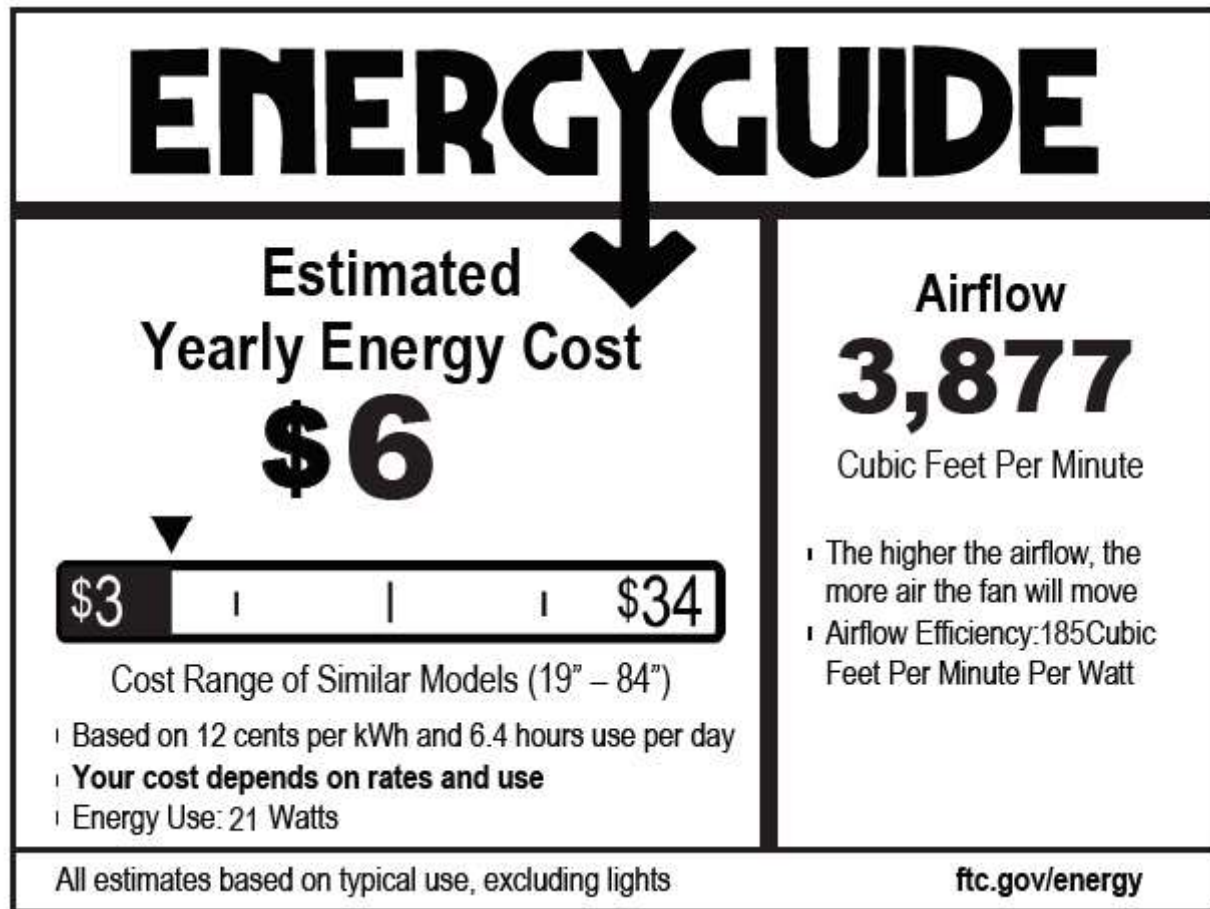 ENERGYGUIDE
Estimated
Yearly Energy Cost
$6
$3
$34
Cost Range of Similar Models (19” – 84”)
Based on 12 cents per kWh and 6.4 hours use per day
Your cost depends on rates and use
Energy Use: 21 Watts
Airflow
3,877
Cubic Feet Per Minute
The higher the airflow, the
more air the fan will move
Airflow Efficiency:185Cubic
Feet Per Minute Per Watt
All estimates based on typical use, excluding lights
ftc.gov/energy